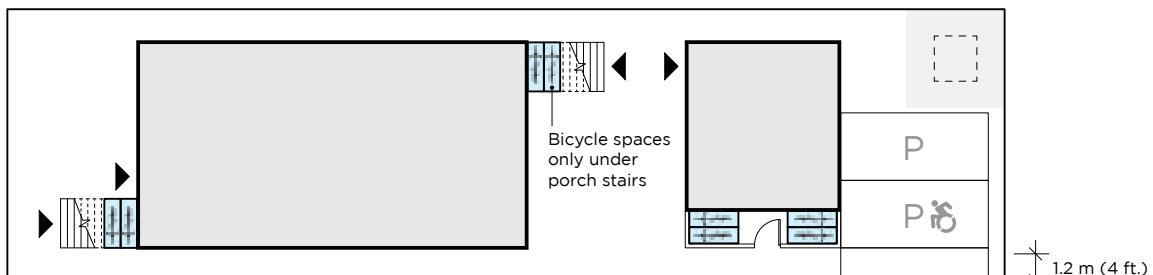 Bicycle spaces
only under
porch stairs
P
P
1.2 m (4 ft.)